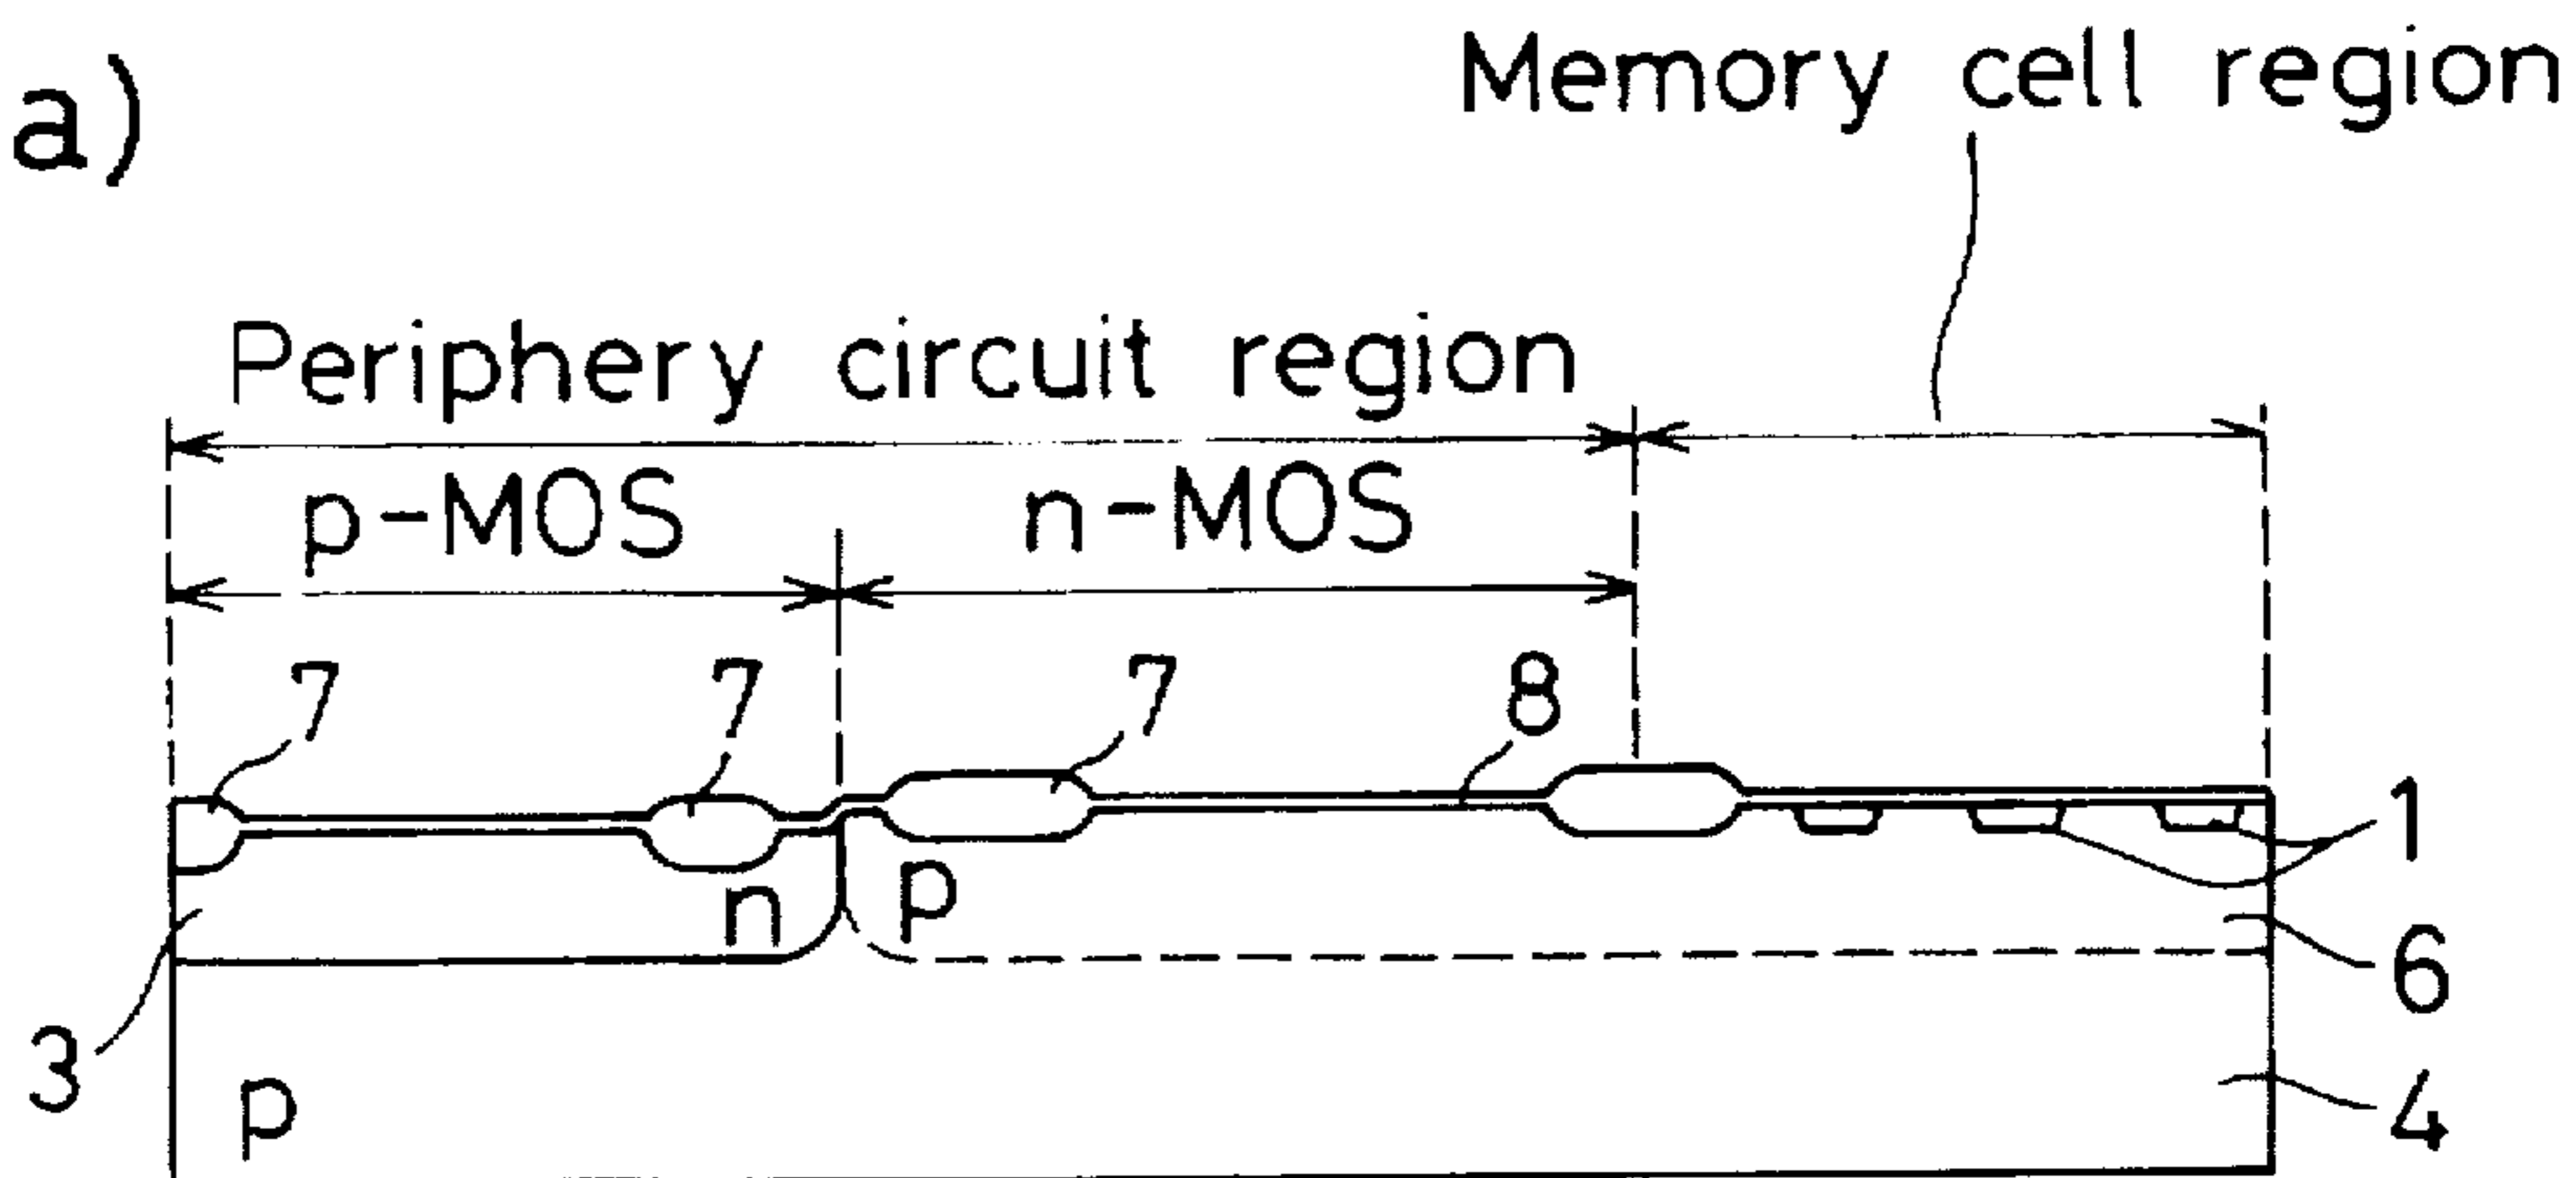 a)
Memory cell region
Periphery circuit region
p-MOS n-MOS
7 7 7 8
1
n p
6
3
p
4